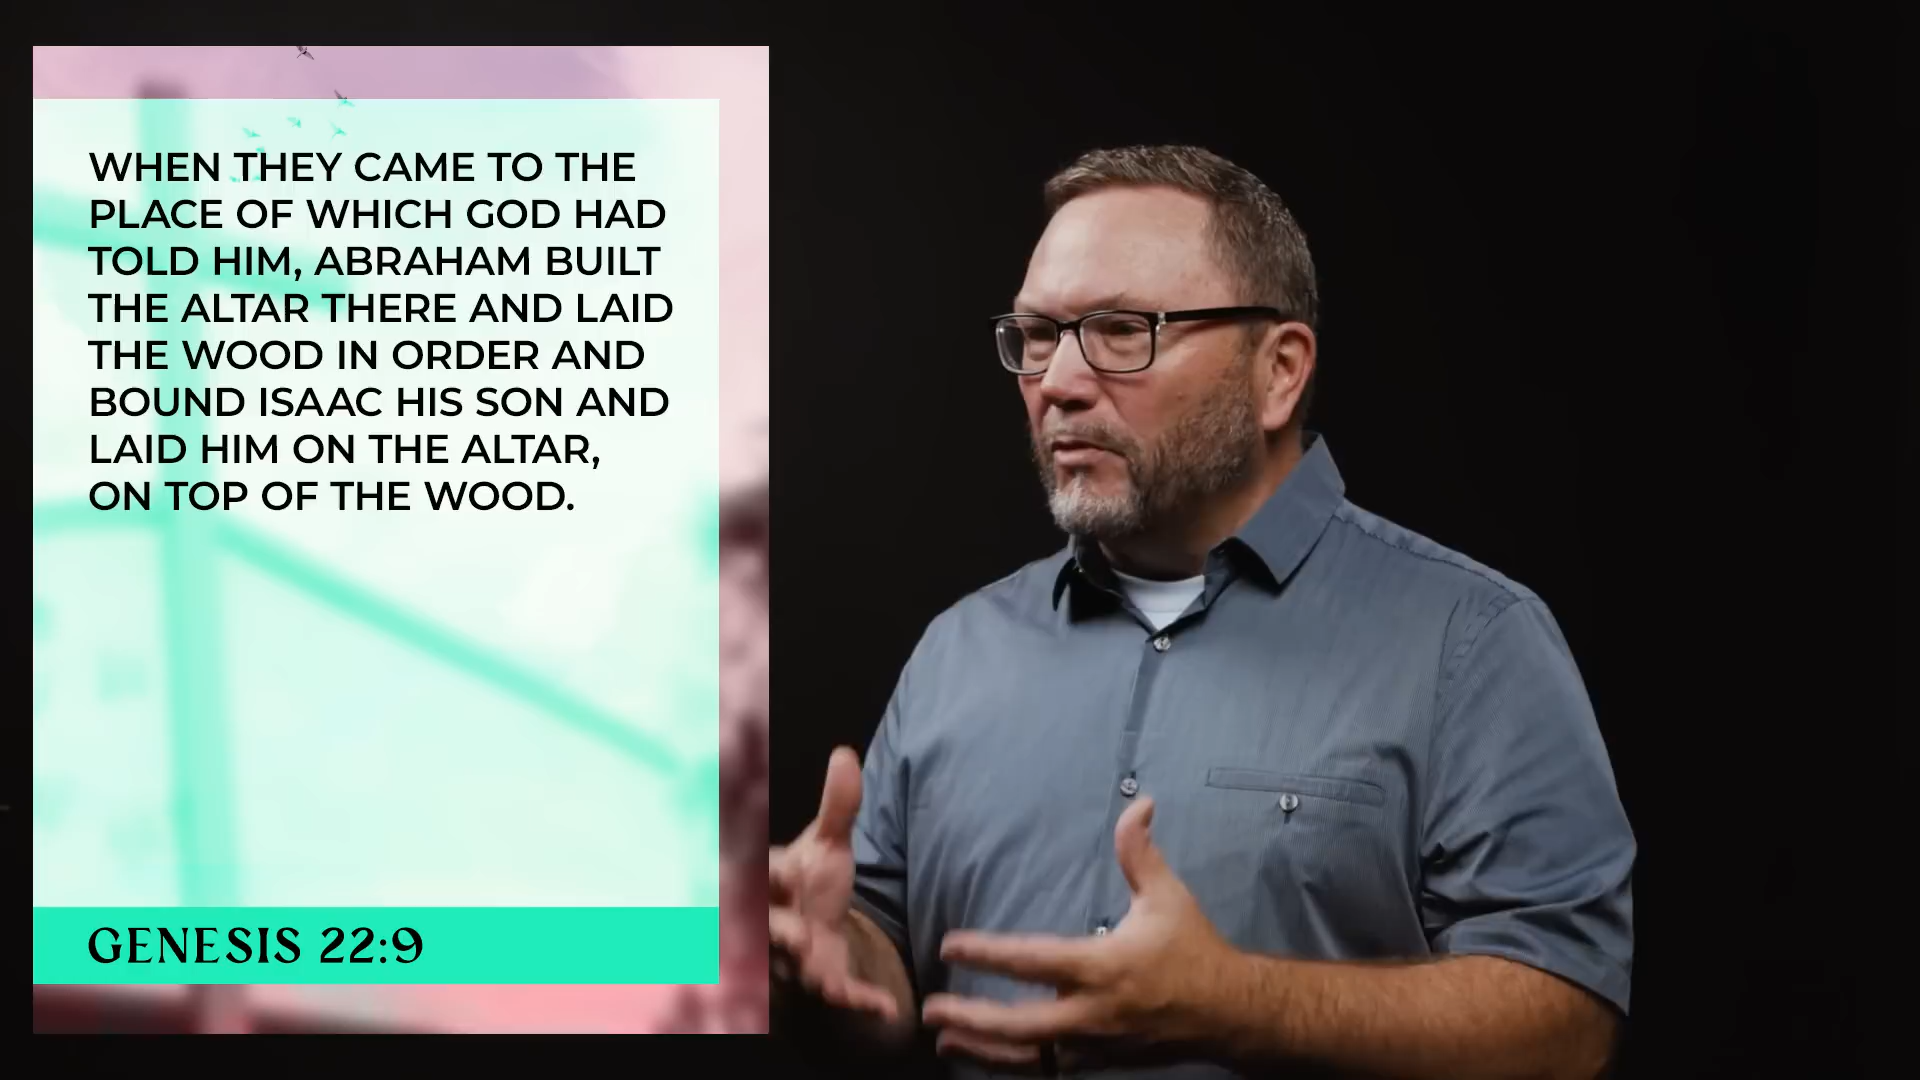 WHEN THEY CAME TO THE
PLACE OF WHICH GOD HAD
TOLD HIM, ABRAHAM BUILT
THE ALTAR THERE AND LAID
THE WOOD IN ORDER AND
BOUND ISAAC HIS SON AND
LAID HIM ON THE ALTAR,
ON TOP OF THE WOOD.
GENESIS 22:9